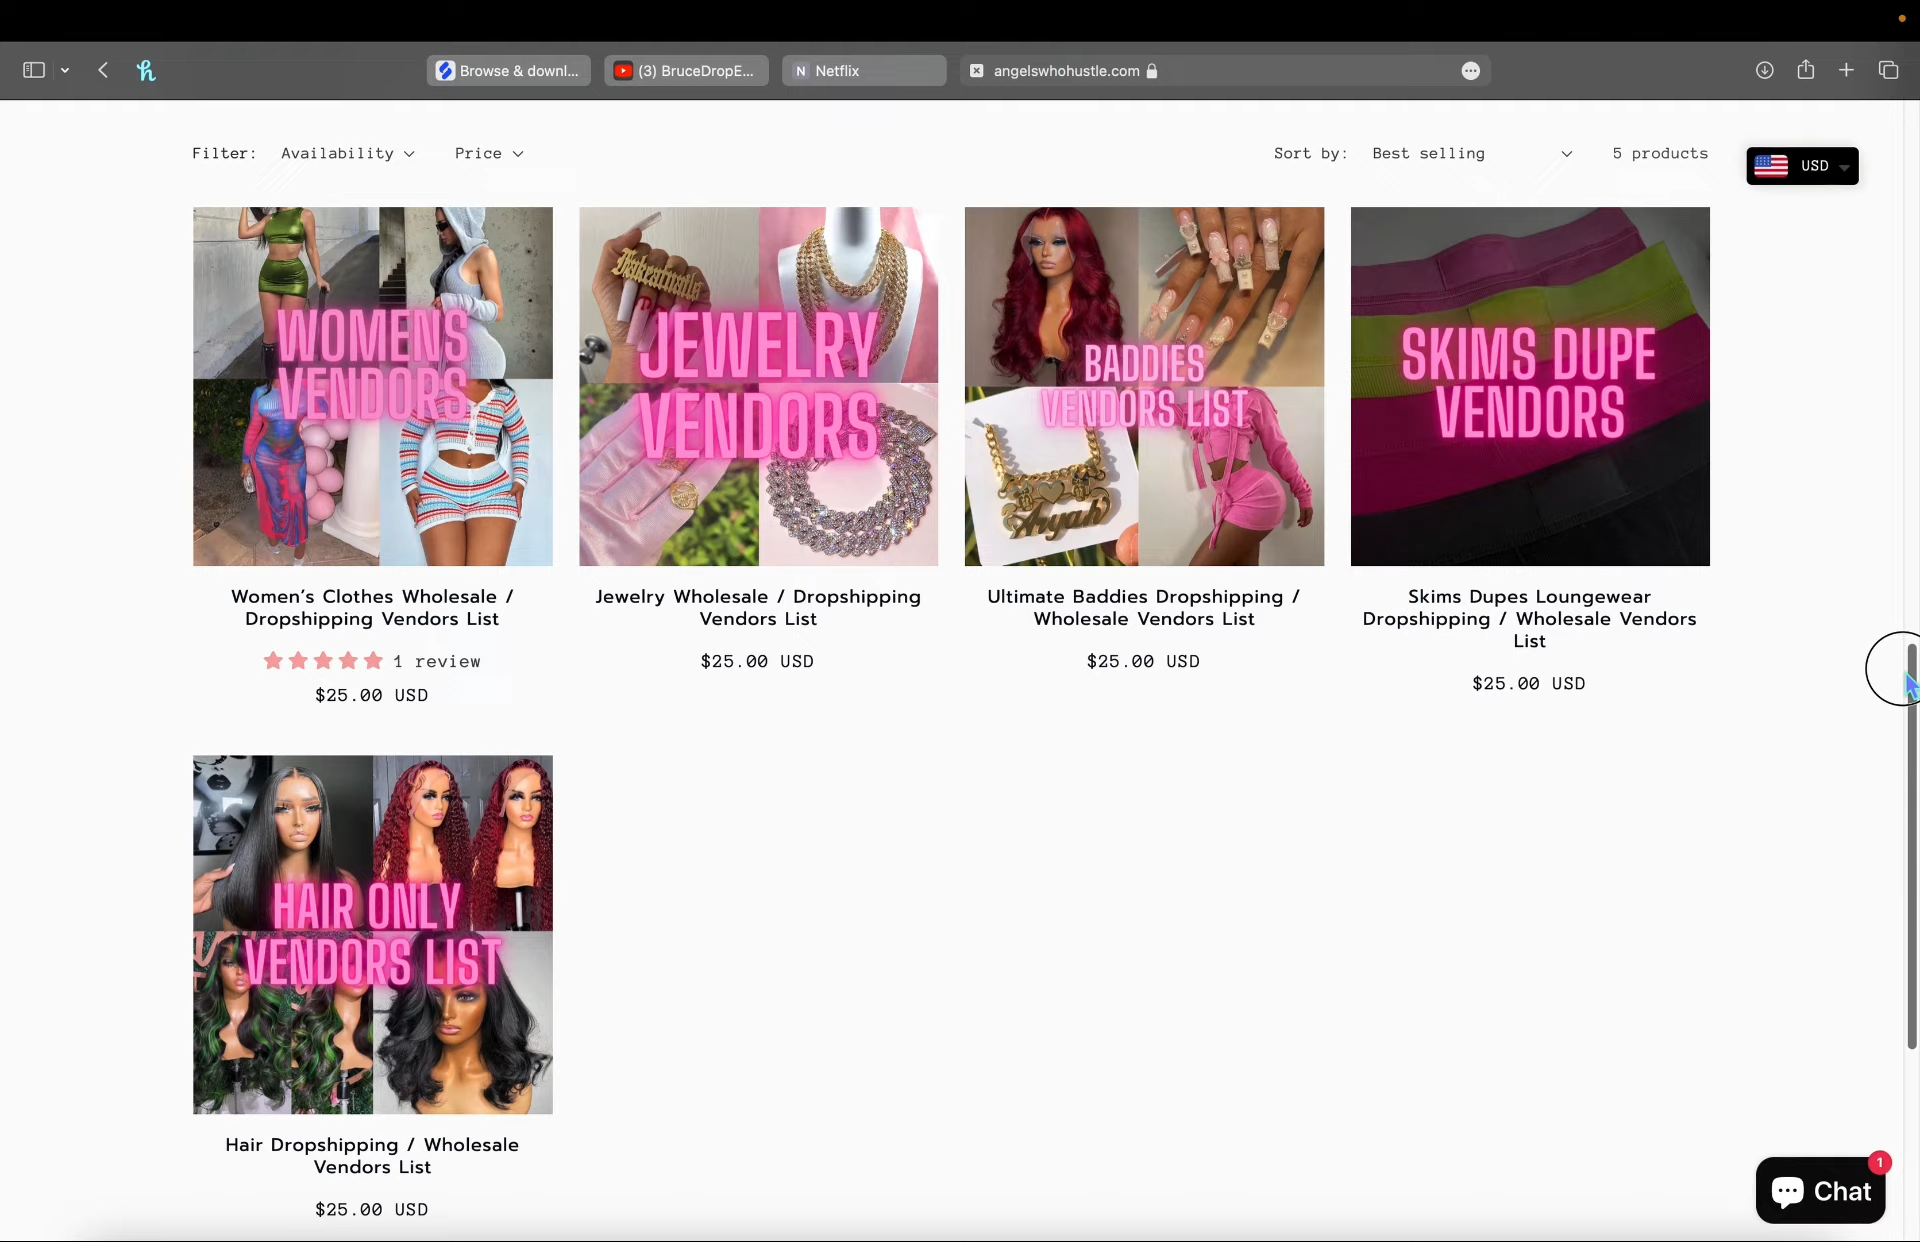 Browse & downl...
(3) BruceDropE...
N Netflix
angelswhohustle.com
Filter: Availability Price
Sort by: Best selling
5 products
USD
WOMENS
VENDORS
JEWELRY
VENDORS
BADDIES
VENDORS LIST
Aryah
SKIMS DUPE
VENDORS
Women's Clothes Wholesale /
Dropshipping Vendors List
1 review
$25.00 USD
Jewelry Wholesale / Dropshipping
Vendors List
$25.00 USD
Ultimate Baddies Dropshipping /
Wholesale Vendors List
$25.00 USD
Skims Dupes Loungewear
Dropshipping / Wholesale Vendors
List
$25.00 USD
HAIR ONLY
VENDORS LIST
Hair Dropshipping / Wholesale
Vendors List
$25.00 USD
1
Chat